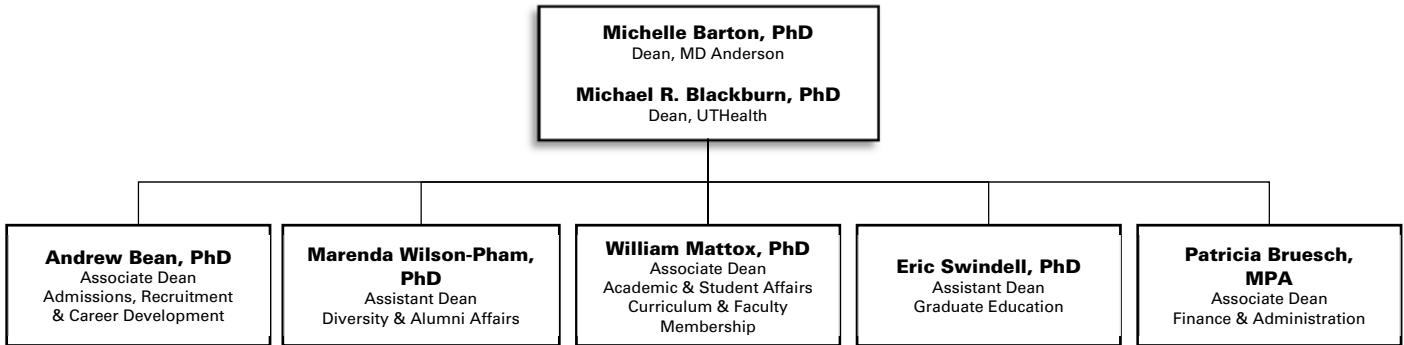 Michelle Barton, PhD
Dean, MD Anderson
Michael R. Blackburn, PhD
Dean, UTHealth
Andrew Bean, PhD
Associate Dean
Admissions, Recruitment
& Career Development
Marenda Wilson-Pham,
PhD
Assistant Dean
Diversity & Alumni Affairs
William Mattox, PhD
Associate Dean
Academic & Student Affairs
Curriculum & Faculty
Membership
Eric Swindell, PhD
Assistant Dean
Graduate Education
Patricia Bruesch,
MPA
Associate Dean
Finance & Administration